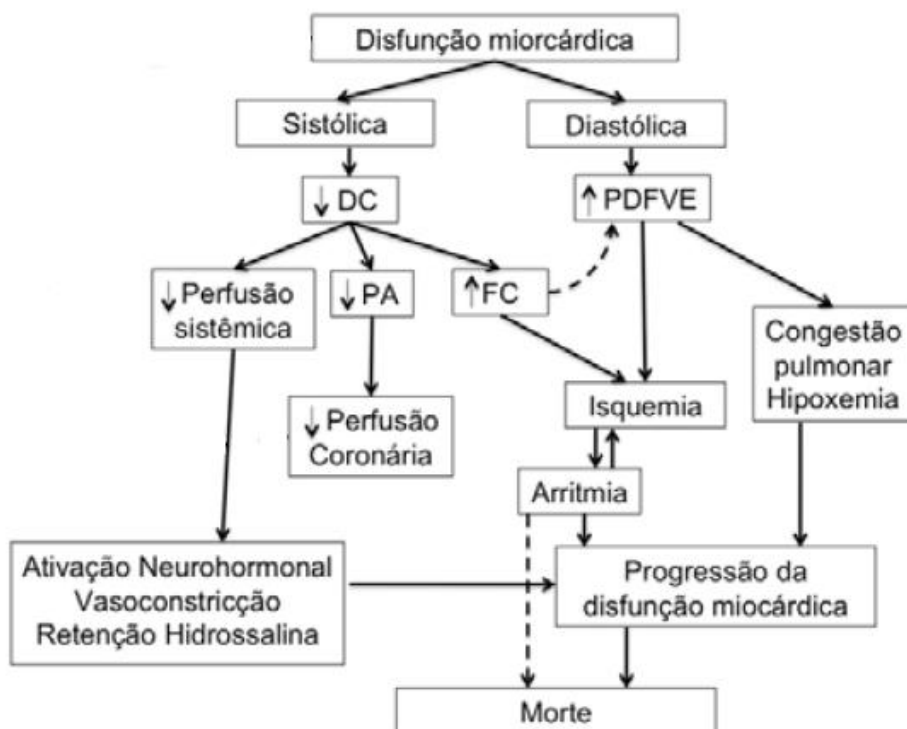 Disfunção miorcárdica
Sistólica
Diastólica
↓ DC
↑ PDFVE
↓ Perfusão
sistêmica
↓ PA
↑ FC
Congestão
pulmonar
Hipoxemia
↓ Perfusão
Coronária
Isquemia
Arritmia
Ativação Neurohormonal
Vasoconstricção
Retenção Hidrossalina
Progressão da
disfunção miocárdica
Morte